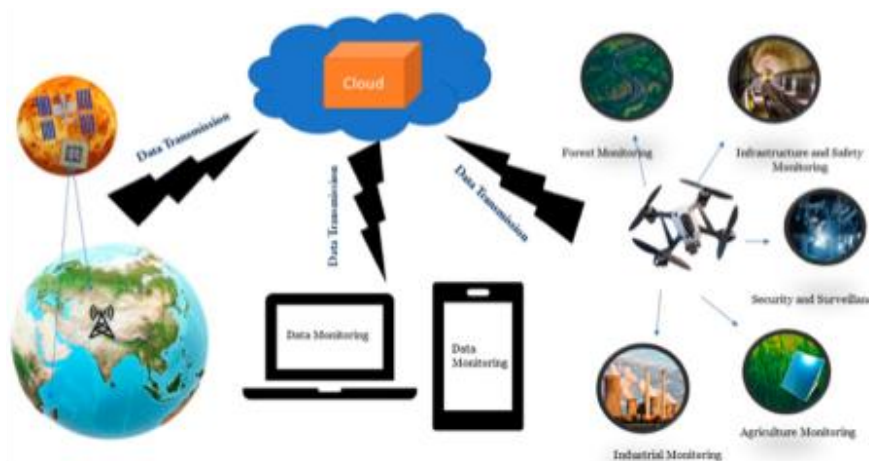 Cloud
Data Transmission
Data Transmission
Data Transmission
Forest Monitoring
Infrastructure and Safety
Monitoring
Security and Surveillan
Data Monitoring
Data
Monitoring
Industrial Monitoring
Agriculture Monitoring